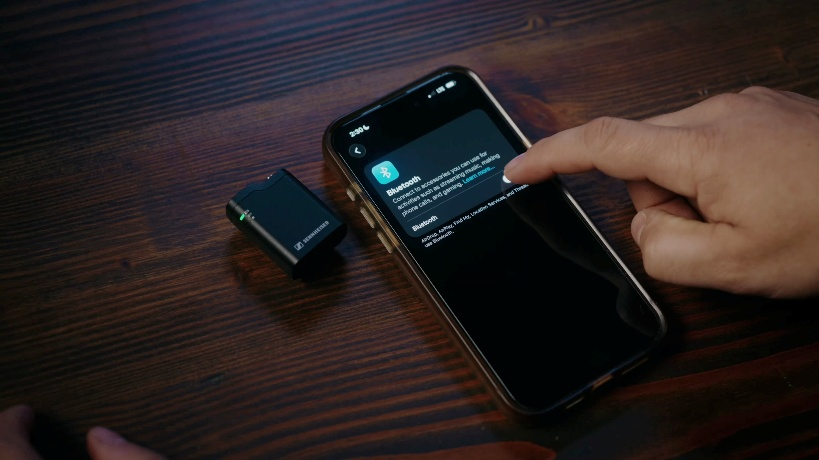 2:30
Bluetooth
Connect to accessories you can use for
activities such as streaming music, making
phone calls, and gaming. Learn more...
Bluetooth
AirDrop, AirPlay, Find My, Location Services, and
use Bluetooth.
SENNHEISER